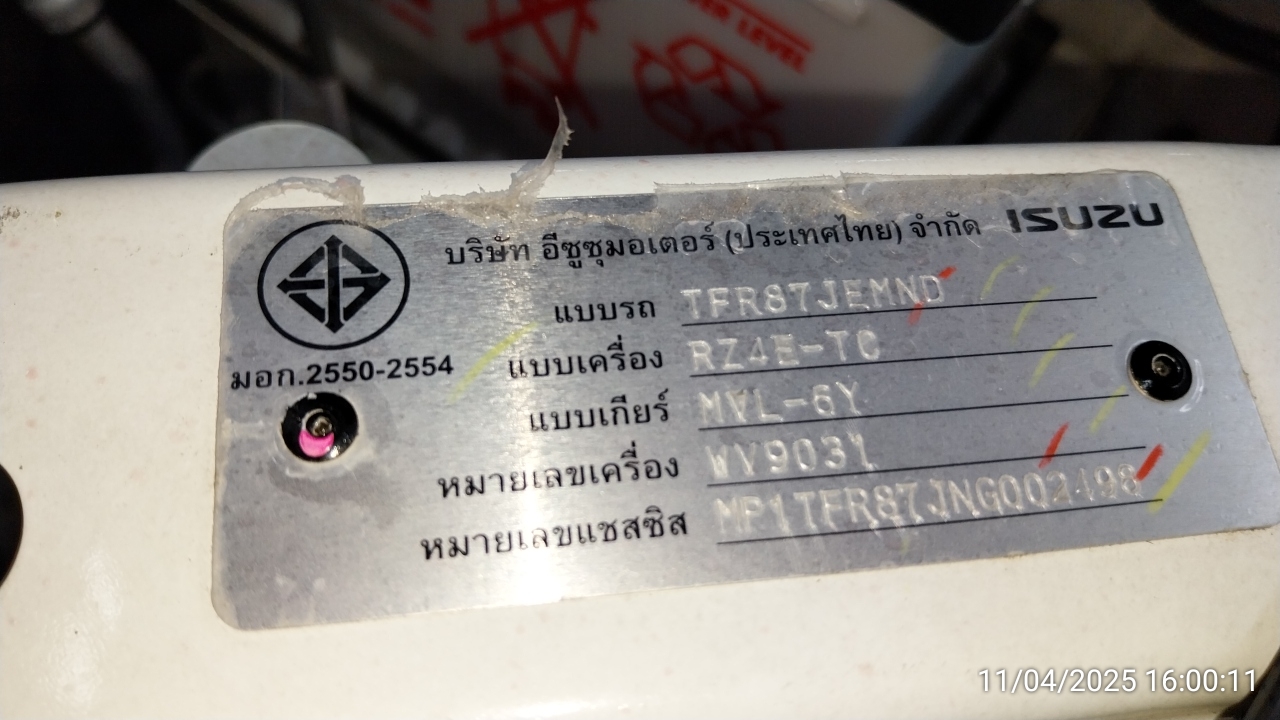 ER LEVEL
บริษัท อีซูซุมอเตอร์ (ประเทศไทย) จำกัด ISUZU
แบบรถ TFR87JEMND
มอก.2550-2554
แบบเครื่อง RZ4E-TC
แบบเกียร์ MVL-6Y
หมายเลขเครื่อง WV9031
หมายเลขแชสซิส MP1TFR87JNG002498
11/04/2025 16:00:11